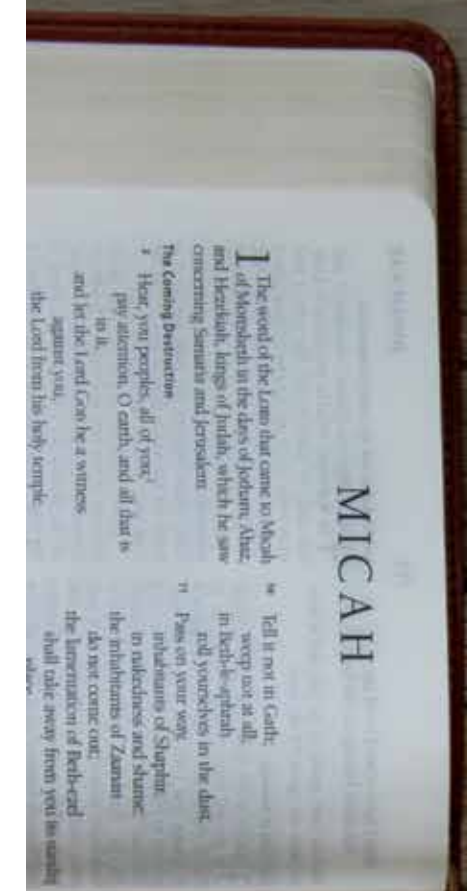 MICAH
1 The word of the LORD that came to Micah
of Moresheth in the days of Jotham, Ahaz,
and Hezekiah, kings of Judah, which he saw
concerning Samaria and Jerusalem.
The Coming Destruction
2 Hear, you peoples, all of you;
pay attention, O earth, and all that is
in it,
and let the Lord GOD be a witness
against you,
the Lord from his holy temple.
10 Tell it not in Gath;
weep not at all;
in Beth-le-aphrah
roll yourselves in the dust.
11 Pass on your way,
inhabitants of Shaphir,
in nakedness and shame;
the inhabitants of Zaanan
do not come out;
the lamentation of Beth-ezel
shall take away from you its standing